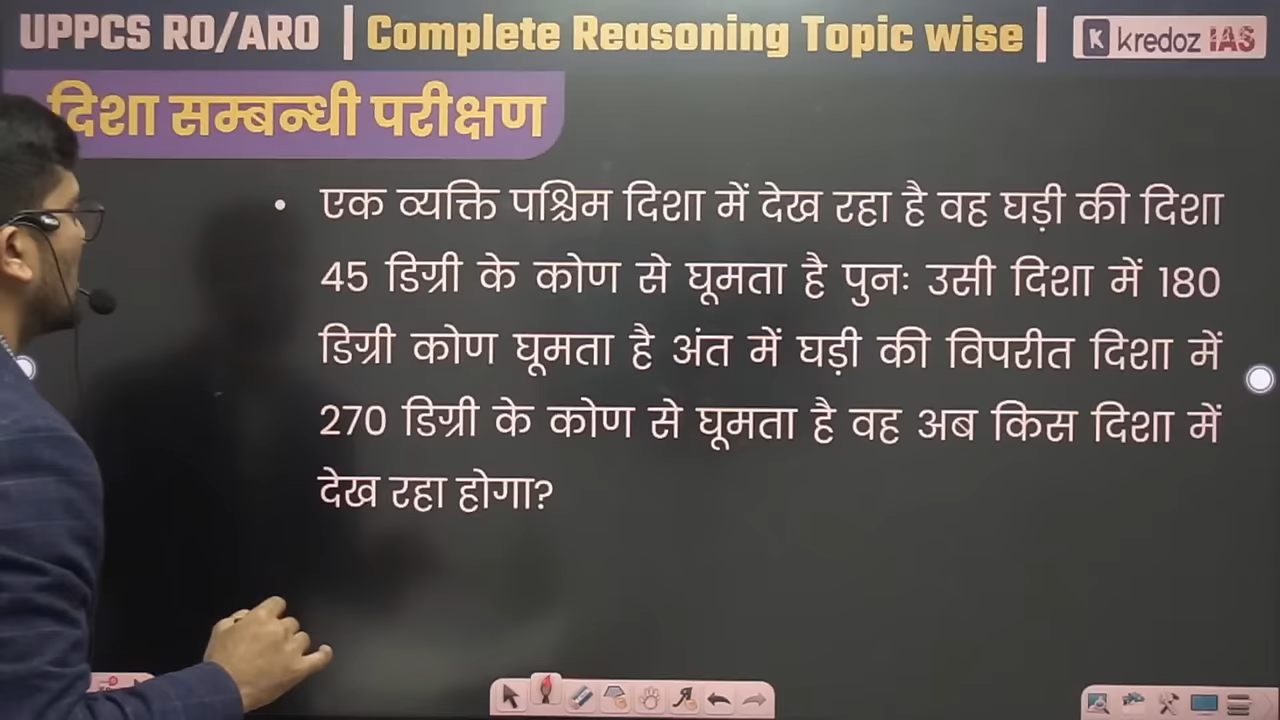 UPPCS RO/ARO | Complete Reasoning Topic wise | K kredoz IAS
दिशा सम्बन्धी परीक्षण
• एक व्यक्ति पश्चिम दिशा में देख रहा है वह घड़ी की दिशा
45 डिग्री के कोण से घूमता है पुनः उसी दिशा में 180
डिग्री कोण घूमता है अंत में घड़ी की विपरीत दिशा में
270 डिग्री के कोण से घूमता है वह अब किस दिशा में
देख रहा होगा?